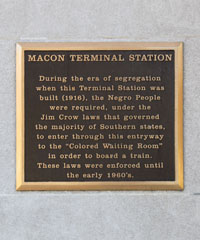 MACON TERMINAL STATION
During the era of segregation
when this Terminal Station was
built (1916), the Negro People
were required, under the
Jim Crow laws that governed
the majority of Southern states,
to enter through this entryway
to the "Colored Waiting Room"
in order to board a train.
These laws were enforced until
the early 1960's.